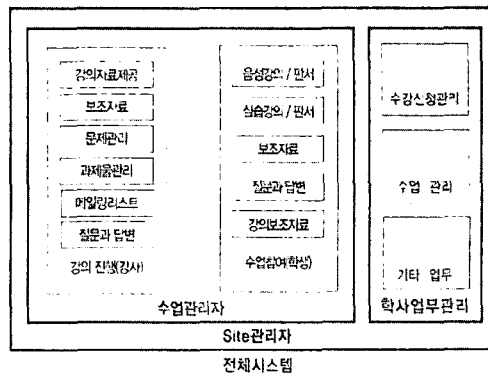 강의자료제공
보조자료
문제관리
과제물관리
메일링리스트
질문과 답변
강의 진행(강사)
음성강의 / 판서
실습강의 / 판서
보조자료
질문과 답변
강의보조자료
수업참여(학생)
수업관리자
수강신청관리
수업 관리
기타 업무
학사업무관리
Site관리자
전체시스템